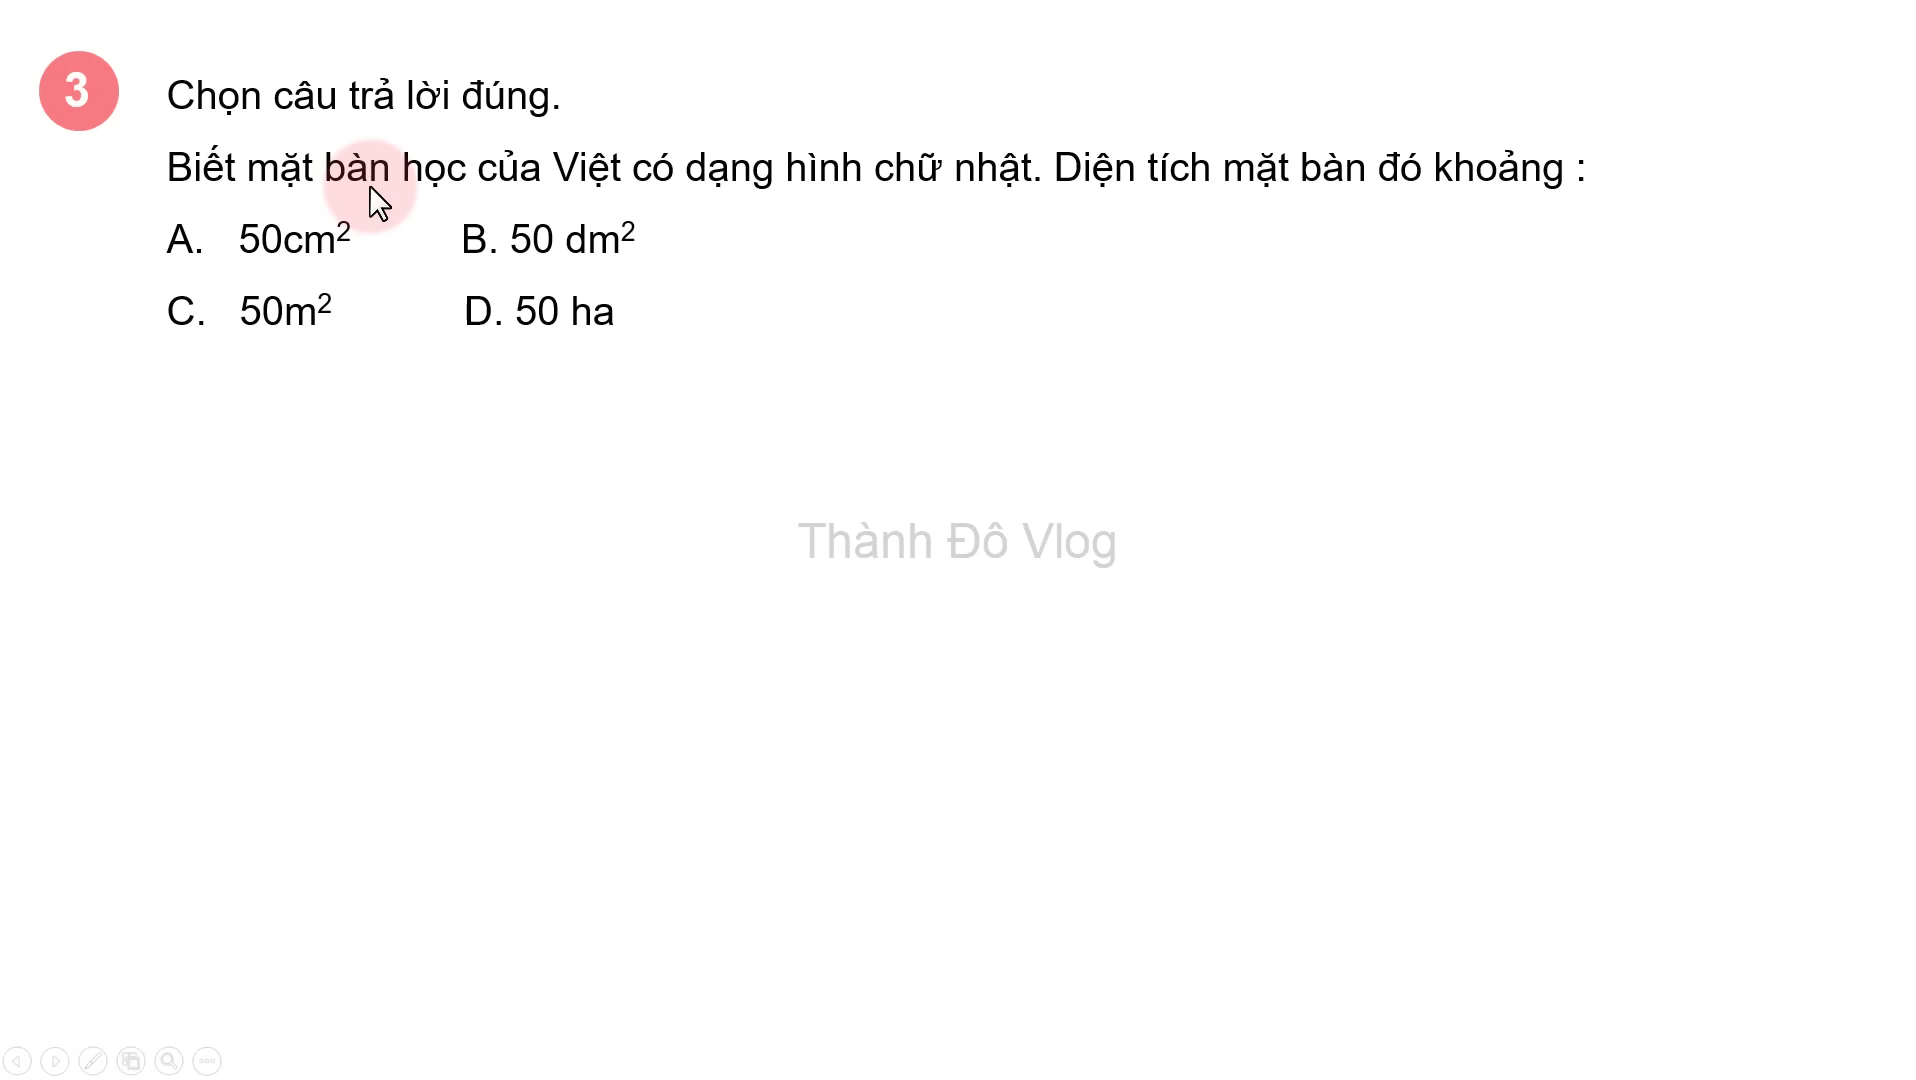 3
Chọn câu trả lời đúng.
Biết mặt bàn học của Việt có dạng hình chữ nhật. Diện tích mặt bàn đó khoảng :
A. 50cm² B. 50 dm²
C. 50m² D. 50 ha
Thành Đô Vlog